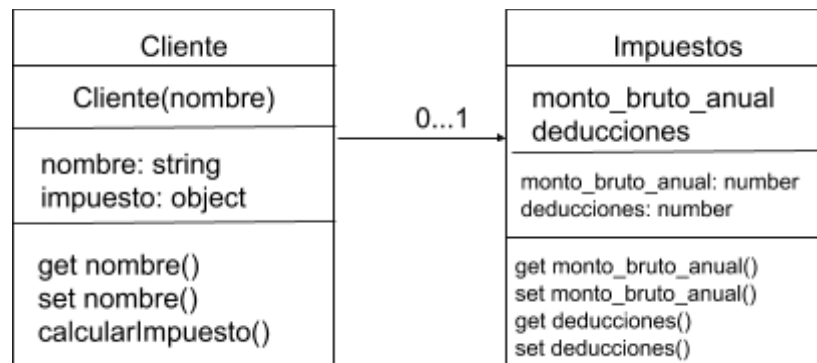 Cliente
Cliente(nombre)
nombre: string
impuesto: object
get nombre()
set nombre()
calcularImpuesto()
0...1
Impuestos
monto_bruto_anual
deducciones
monto_bruto_anual: number
deducciones: number
get monto_bruto_anual()
set monto_bruto_anual()
get deducciones()
set deducciones()